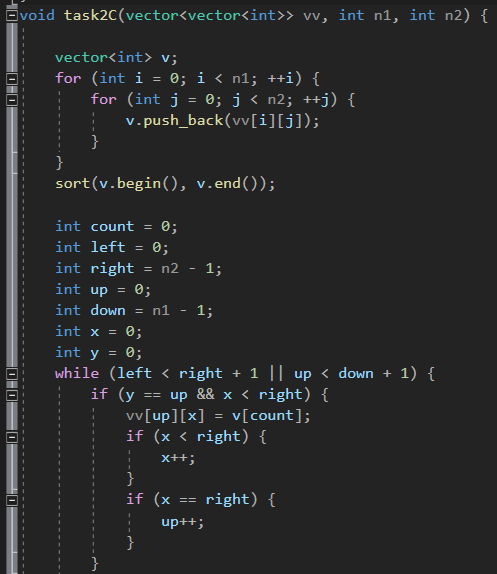 void task2C(vector<vector<int>> vv, int n1, int n2) {
vector<int> v;
for (int i = 0; i < n1; ++i) {
for (int j = 0; j < n2; ++j) {
v.push_back(vv[i][j]);
}
}
sort(v.begin(), v.end());
int count = 0;
int left = 0;
int right = n2 - 1;
int up = 0;
int down = n1 - 1;
int x = 0;
int y = 0;
while (left < right + 1 || up < down + 1) {
if (y == up && x < right) {
vv[up][x] = v[count];
if (x < right) {
x++;
}
if (x == right) {
up++;
}
}